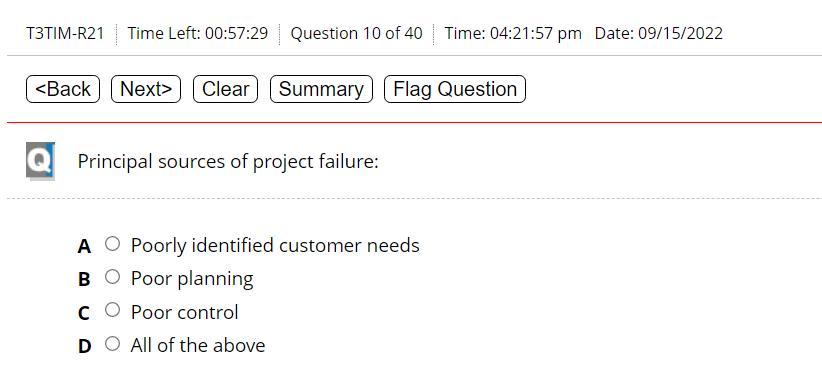 T3TIM-R21 Time Left: 00:57:29 Question 10 of 40 Time: 04:21:57 pm Date: 09/15/2022
<Back Next> Clear Summary Flag Question
Q Principal sources of project failure:
A Poorly identified customer needs
B Poor planning
C Poor control
D All of the above